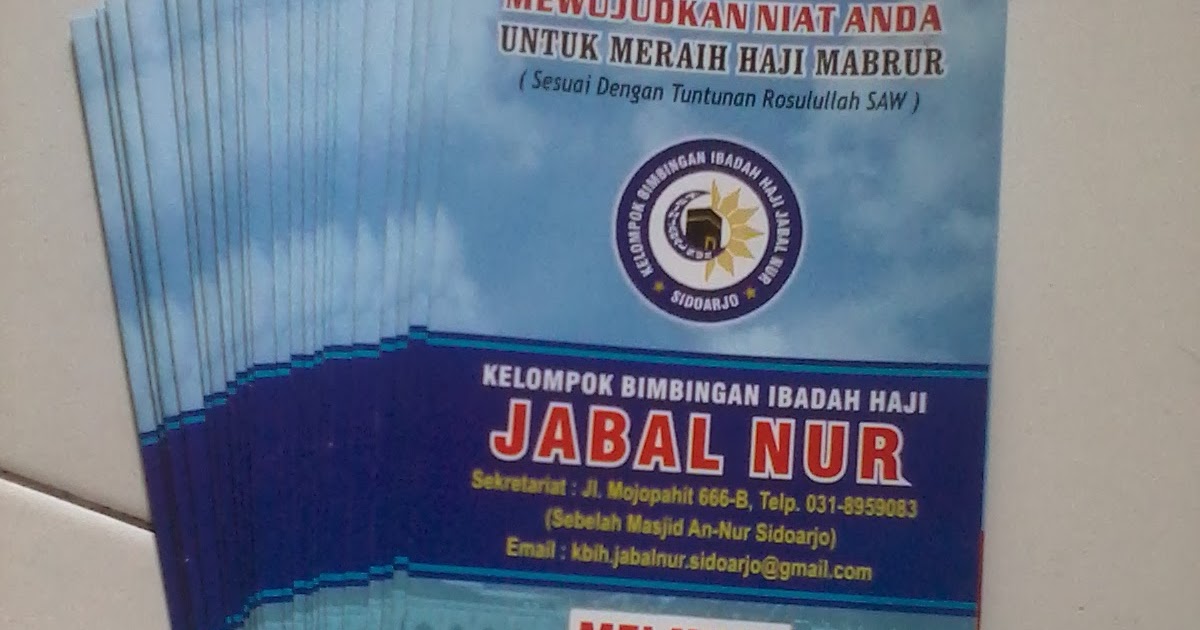 MEWUJUDKAN NIAT ANDA
UNTUK MERAIH HAJI MABRUR
( Sesuai Dengan Tuntunan Rosulullah SAW )
KELOMPOK BIMBINGAN IBADAH HAJI JABAL NUR
SIDOARJO
KELOMPOK BIMBINGAN IBADAH HAJI
JABAL NUR
Sekretariat : Jl. Mojopahit 666-B, Telp. 031-8959083
(Sebelah Masjid An-Nur Sidoarjo)
Email : kbih.jabalnur.sidoarjo@gmail.com